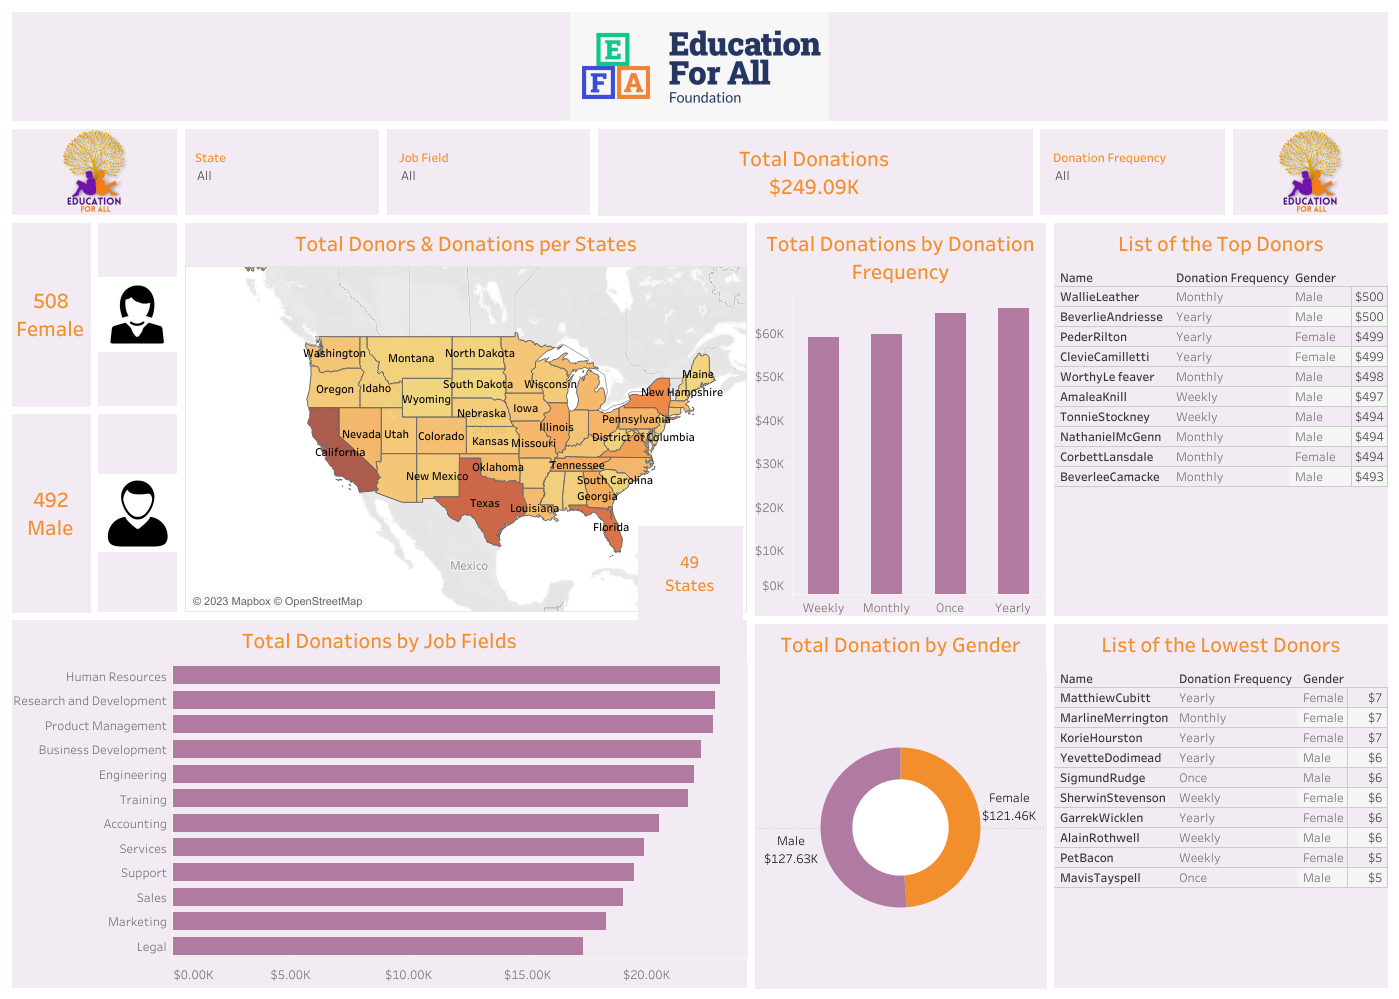 E
F A
Education
For All
Foundation
EDUCATION
FOR ALL
State
All
Job Field
All
Total Donations
$249.09K
Donation Frequency
All
EDUCATION
FOR ALL
508
Female
492
Male
Total Donors & Donations per States
Washington
Montana
North Dakota
Maine
Oregon
Idaho
South Dakota
Wisconsin
New Hampshire
Wyoming
Nebraska
Iowa
Pennsylvania
Nevada
Utah
Colorado
Kansas
Missouri
Illinois
District of Columbia
States
California
New Mexico
Oklahoma
Tennessee
South Carolina
Georgia
Texas
Louisiana
Florida
Mexico
49
States
© 2023 Mapbox © OpenStreetMap
Total Donations by Donation
Frequency
$60K
$50K
$40K
$30K
$20K
$10K
$0K
Weekly Monthly Once Yearly
List of the Top Donors
Name Donation Frequency Gender
WallieLeather Monthly Male $500
BeverlieAndriesse Yearly Male $500
PederRilton Yearly Female $499
ClevieCamilletti Yearly Female $499
WorthyLe feaver Monthly Male $498
AmaleaKnill Weekly Male $497
TonnieStockney Weekly Male $494
NathanielMcGenn Monthly Male $494
CorbettLansdale Monthly Female $494
BeverleeCamacke Monthly Male $493
Total Donations by Job Fields
Human Resources
Research and Development
Product Management
Business Development
Engineering
Training
Accounting
Services
Support
Sales
Marketing
Legal
$0.00K $5.00K $10.00K $15.00K $20.00K
Total Donation by Gender
Female
$121.46K
Male
$127.63K
List of the Lowest Donors
Name Donation Frequency Gender
MatthiewCubitt Yearly Female $7
MarlineMerrington Monthly Female $7
KorieHourston Yearly Female $7
YevetteDodimead Yearly Male $6
SigmundRudge Once Male $6
SherwinStevenson Weekly Female $6
GarrekWicklen Yearly Female $6
AlainRothwell Weekly Male $6
PetBacon Weekly Female $5
MavisTayspell Once Male $5